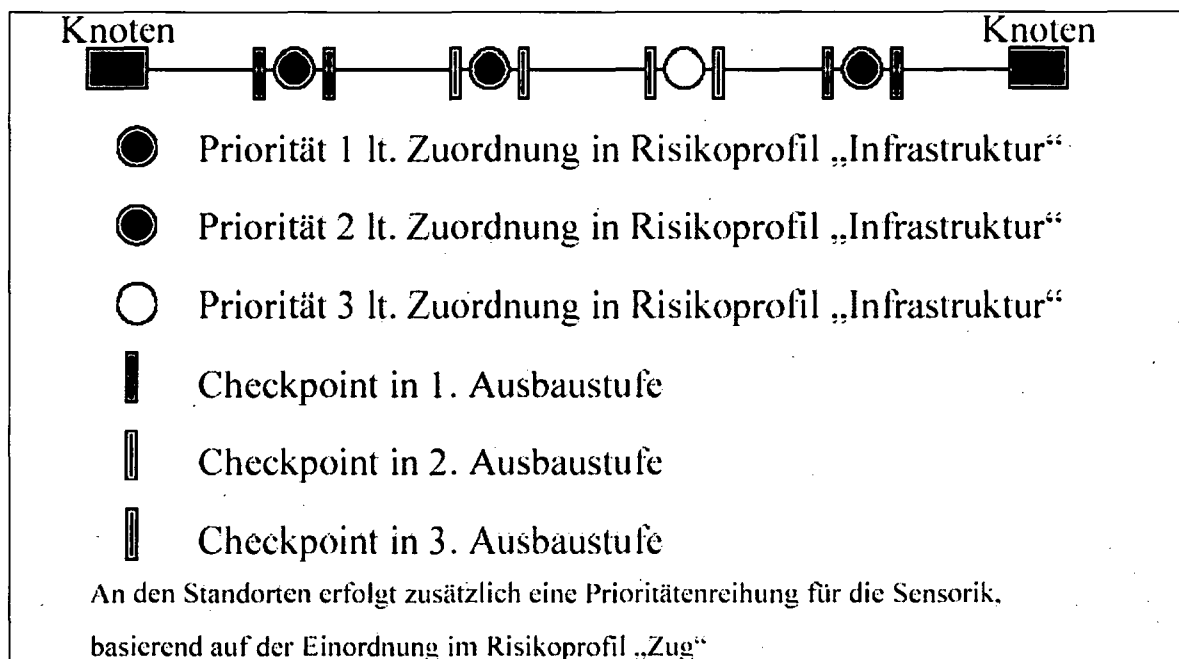 Knoten Knoten
Priorität 1 lt. Zuordnung in Risikoprofil „Infrastruktur“
Priorität 2 lt. Zuordnung in Risikoprofil „Infrastruktur“
Priorität 3 lt. Zuordnung in Risikoprofil „Infrastruktur“
Checkpoint in 1. Ausbaustufe
Checkpoint in 2. Ausbaustufe
Checkpoint in 3. Ausbaustufe
An den Standorten erfolgt zusätzlich eine Prioritätenreihung für die Sensorik,
basierend auf der Einordnung im Risikoprofil „Zug“